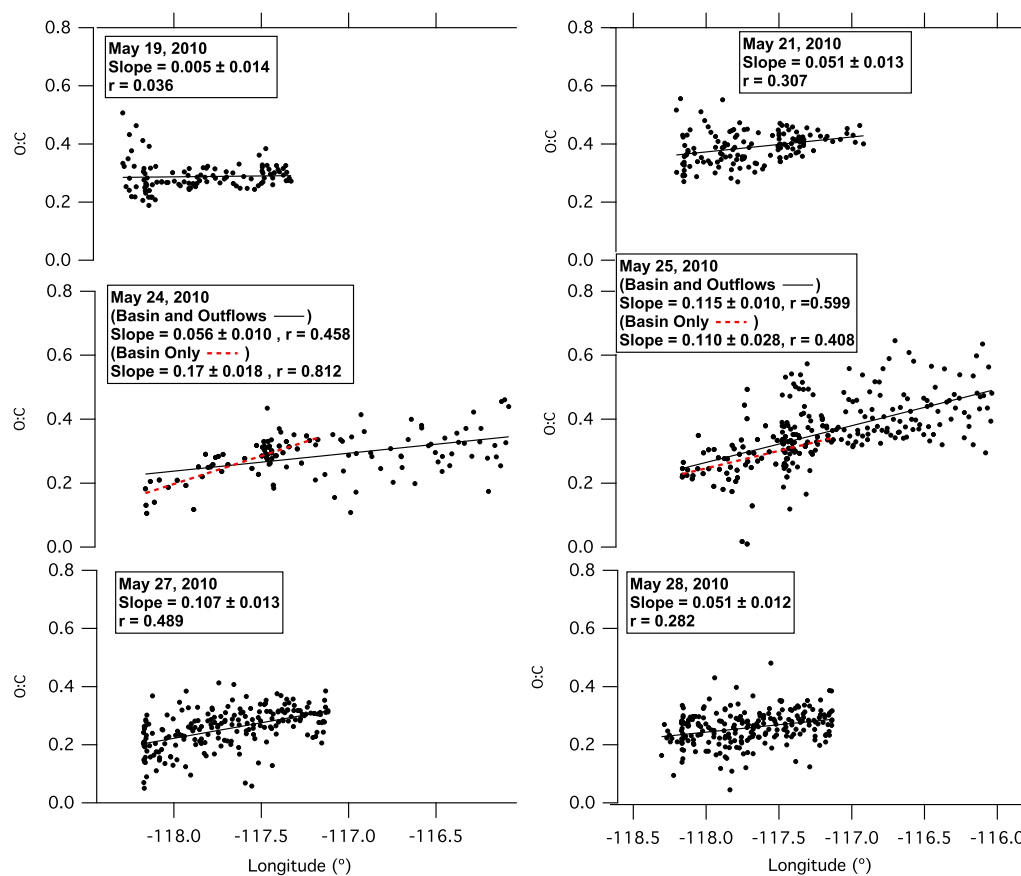 May 19, 2010
Slope = 0.005 ± 0.014
r = 0.036
0.8
0.6
0.4
0.2
0.0
O:C
May 21, 2010
Slope = 0.051 ± 0.013
r = 0.307
0.8
0.6
0.4
0.2
0.0
O:C
May 24, 2010
(Basin and Outflows )
Slope = 0.056 ± 0.010 , r = 0.458
(Basin Only )
Slope = 0.17 ± 0.018 , r = 0.812
0.8
0.6
0.4
0.2
0.0
O:C
May 25, 2010
(Basin and Outflows )
Slope = 0.115 ± 0.010, r =0.599
(Basin Only )
Slope = 0.110 ± 0.028, r = 0.408
0.8
0.6
0.4
0.2
0.0
O:C
May 27, 2010
Slope = 0.107 ± 0.013
r = 0.489
0.8
0.6
0.4
0.2
0.0
O:C
-118.0 -117.5 -117.0 -116.5
Longitude (º)
May 28, 2010
Slope = 0.051 ± 0.012
r = 0.282
0.8
0.6
0.4
0.2
0.0
O:C
-118.5 -118.0 -117.5 -117.0 -116.5 -116.0
Longitude (º)